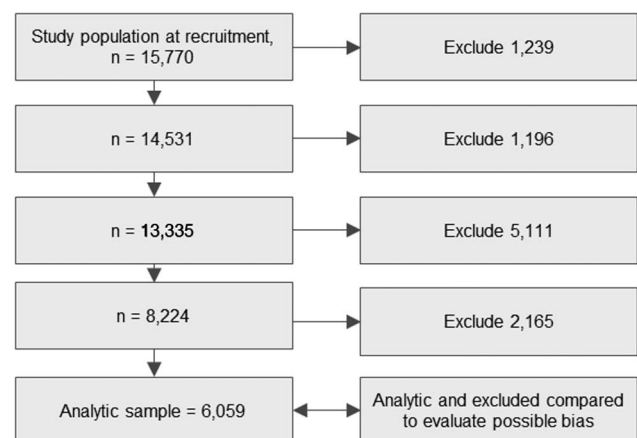 Study population at recruitment,
n = 15,770
Exclude 1,239
n = 14,531
Exclude 1,196
n = 13,335
Exclude 5,111
n = 8,224
Exclude 2,165
Analytic sample = 6,059
Analytic and excluded compared
to evaluate possible bias